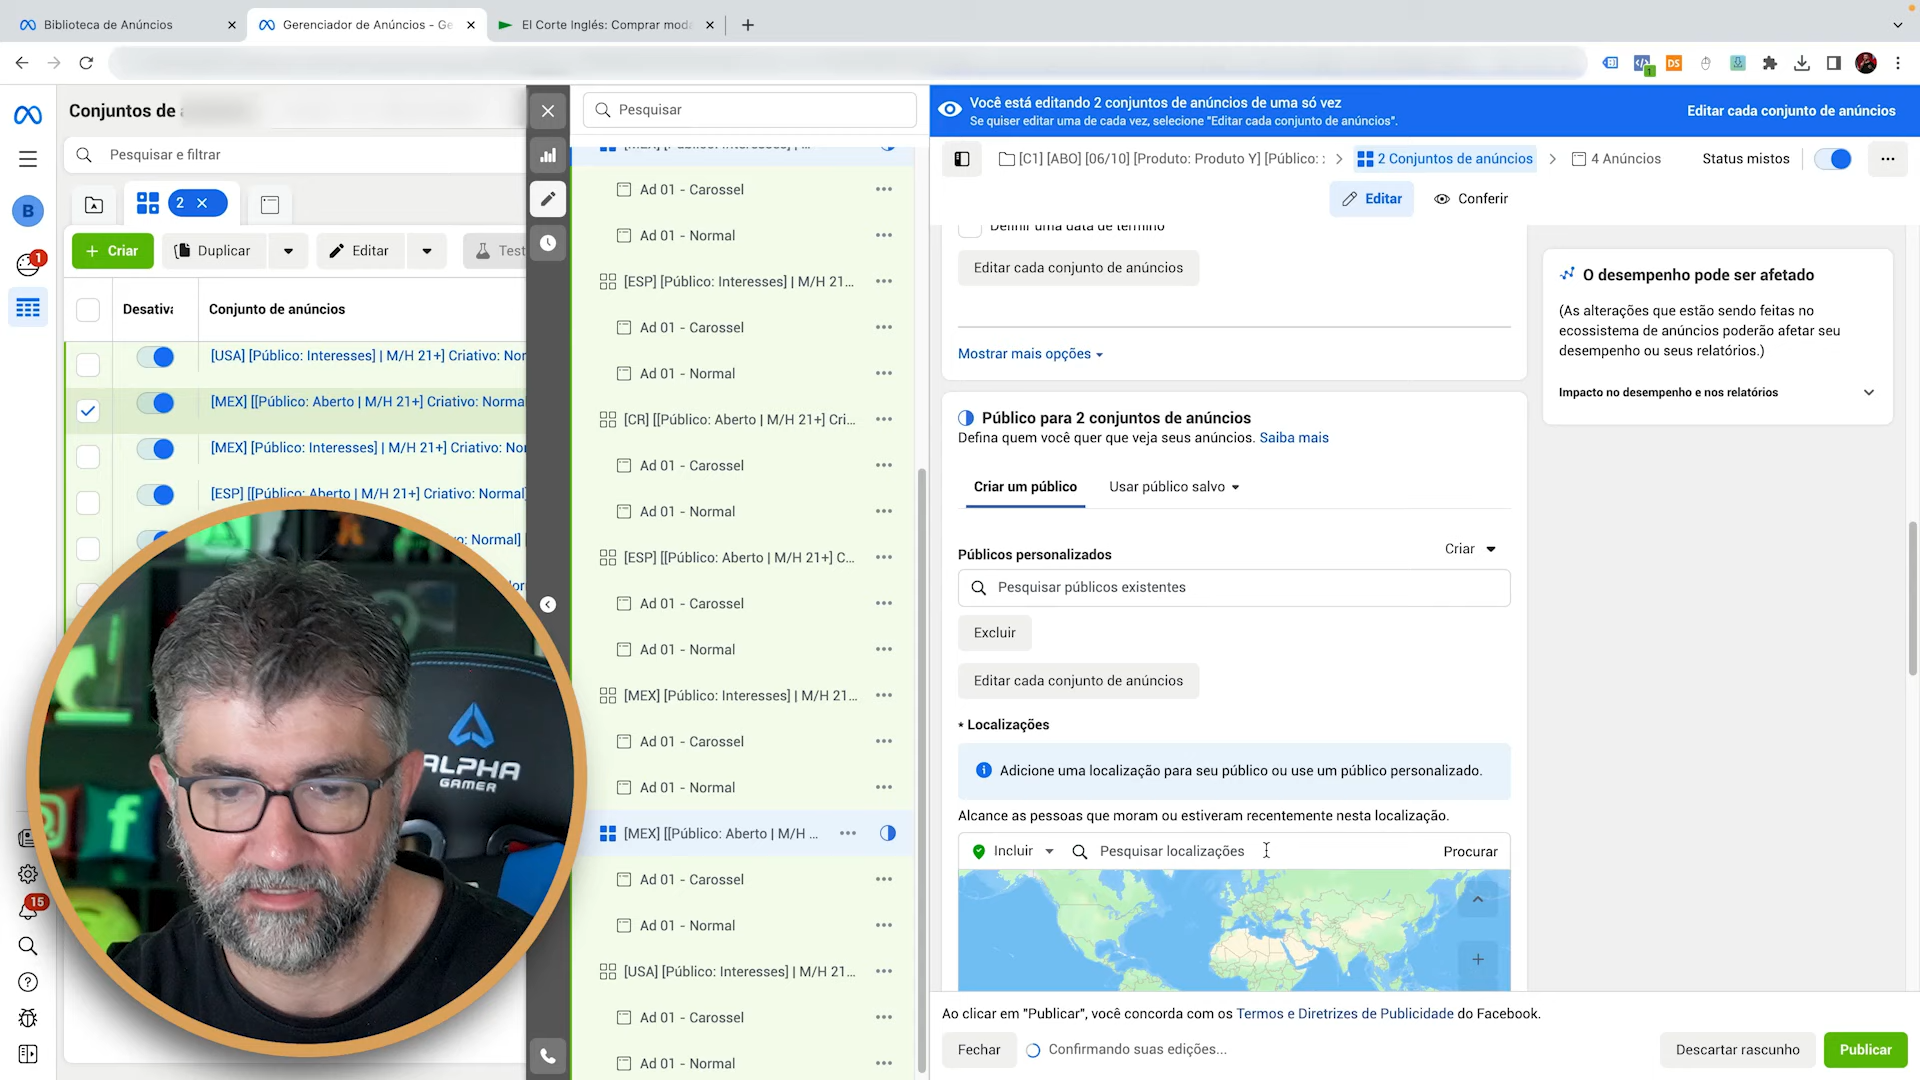 Biblioteca de Anúncios
Gerenciador de Anúncios - Ge
El Corte Inglés: Comprar moda
Conjuntos de
Pesquisar e filtrar
2
Criar
Duplicar
Editar
Test
Desativa
Conjunto de anúncios
[USA] [Público: Interesses] | M/H 21+] Criativo: Nor
[MEX] [[Público: Aberto | M/H 21+] Criativo: Norma
[MEX] [Público: Interesses] | M/H 21+] Criativo: Nor
[ESP] [[Público: Aberto | M/H 21+] Criativo: Normal]
o: Normal] |
B
1
15
ALPHA
GAMER
Pesquisar
Ad 01 - Carossel
Ad 01 - Normal
[ESP] [Público: Interesses] | M/H 21...
Ad 01 - Carossel
Ad 01 - Normal
[CR] [[Público: Aberto | M/H 21+] Cri...
Ad 01 - Carossel
Ad 01 - Normal
[ESP] [[Público: Aberto | M/H 21+] C...
Ad 01 - Carossel
Ad 01 - Normal
[MEX] [Público: Interesses] | M/H 21...
Ad 01 - Carossel
Ad 01 - Normal
[MEX] [[Público: Aberto | M/H ...
Ad 01 - Carossel
Ad 01 - Normal
[USA] [Público: Interesses] | M/H 21...
Ad 01 - Carossel
Ad 01 - Normal
Você está editando 2 conjuntos de anúncios de uma só vez
Se quiser editar uma de cada vez, selecione "Editar cada conjunto de anúncios".
Editar cada conjunto de anúncios
[C1] [ABO] [06/10] [Produto: Produto Y] [Público: :
2 Conjuntos de anúncios
4 Anúncios
Status mistos
Editar
Conferir
Definir uma data de término
Editar cada conjunto de anúncios
Mostrar mais opções
Público para 2 conjuntos de anúncios
Defina quem você quer que veja seus anúncios. Saiba mais
Criar um público
Usar público salvo
Públicos personalizados
Criar
Pesquisar públicos existentes
Excluir
Editar cada conjunto de anúncios
* Localizações
Adicione uma localização para seu público ou use um público personalizado.
Alcance as pessoas que moram ou estiveram recentemente nesta localização.
Incluir
Pesquisar localizações
Procurar
Ao clicar em "Publicar", você concorda com os Termos e Diretrizes de Publicidade do Facebook.
Fechar
Confirmando suas edições...
Descartar rascunho
Publicar
O desempenho pode ser afetado
(As alterações que estão sendo feitas no
ecossistema de anúncios poderão afetar seu
desempenho ou seus relatórios.)
Impacto no desempenho e nos relatórios